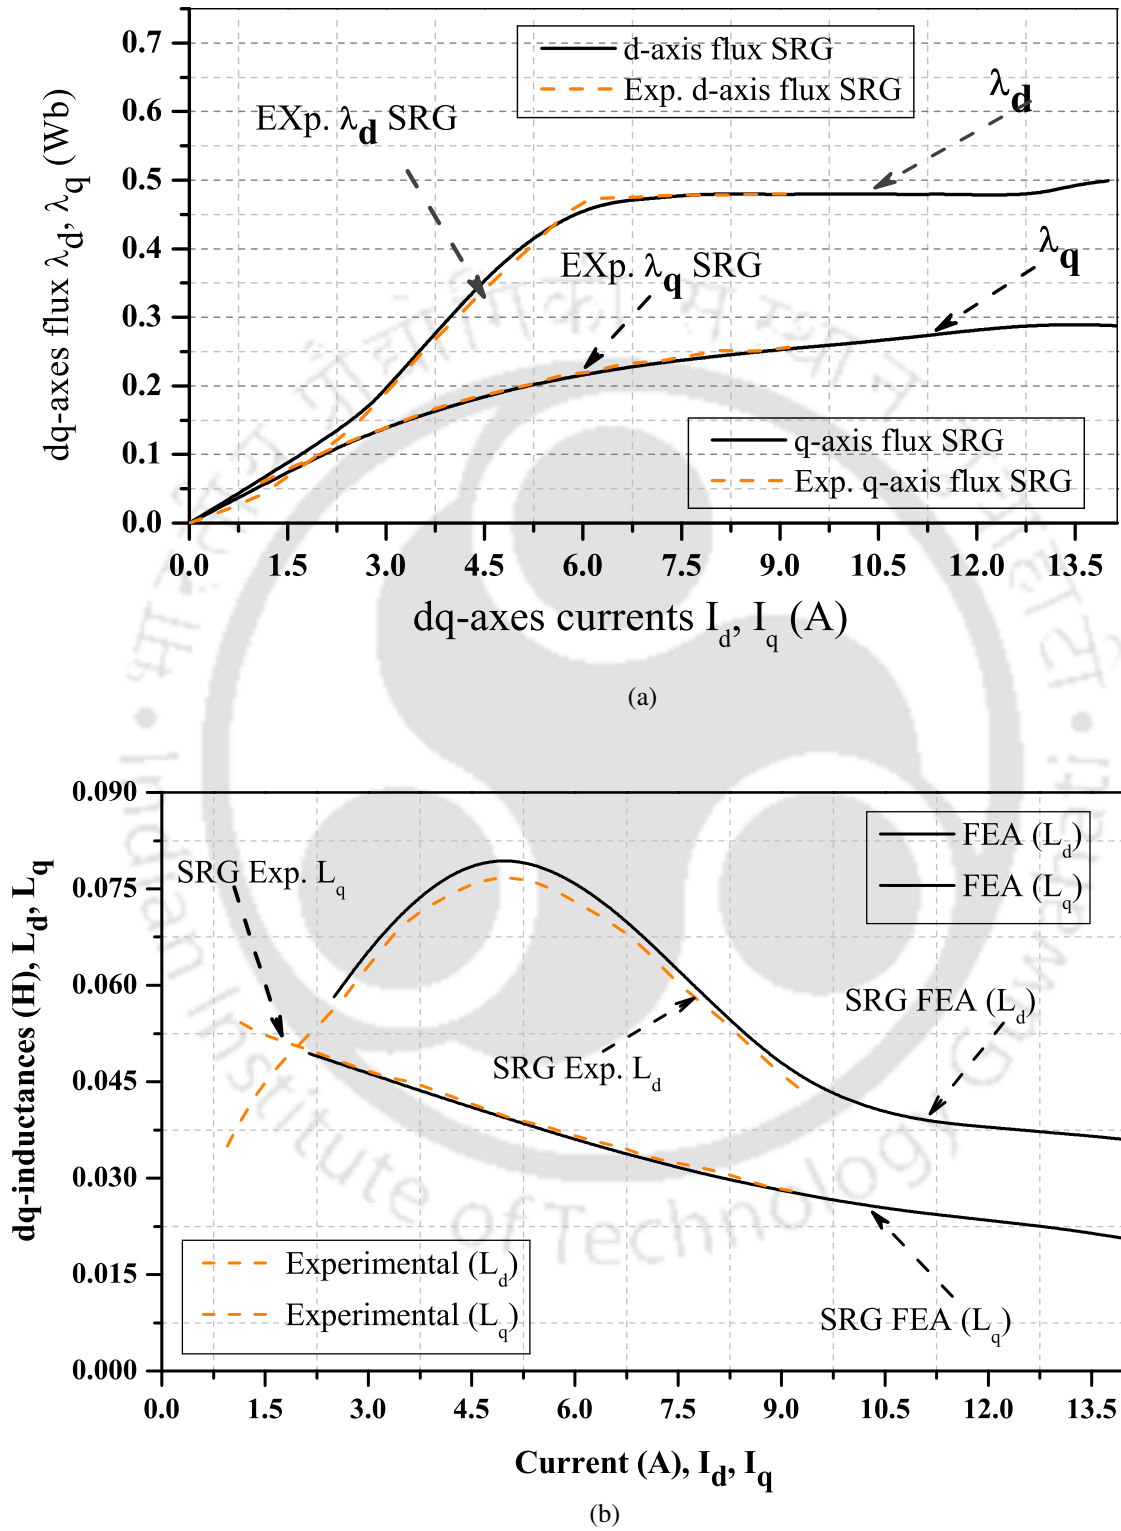 0.7
0.6
0.5
0.4
0.3
0.2
0.1
0.0
dq-axes flux λd, λq (Wb)
d-axis flux SRG
Exp. d-axis flux SRG
EXp. λd SRG
λd
EXp. λq SRG
λq
q-axis flux SRG
Exp. q-axis flux SRG
0.0 1.5 3.0 4.5 6.0 7.5 9.0 10.5 12.0 13.5
dq-axes currents Id, Iq (A)
(a)
0.090
0.075
0.060
0.045
0.030
0.015
0.000
dq-inductances (H), Ld, Lq
FEA (Ld)
FEA (Lq)
SRG Exp. Lq
SRG FEA (Ld)
SRG Exp. Ld
Experimental (Ld)
Experimental (Lq)
SRG FEA (Lq)
0.0 1.5 3.0 4.5 6.0 7.5 9.0 10.5 12.0 13.5
Current (A), Id, Iq
(b)
Indian Institute of Technology Guwahati